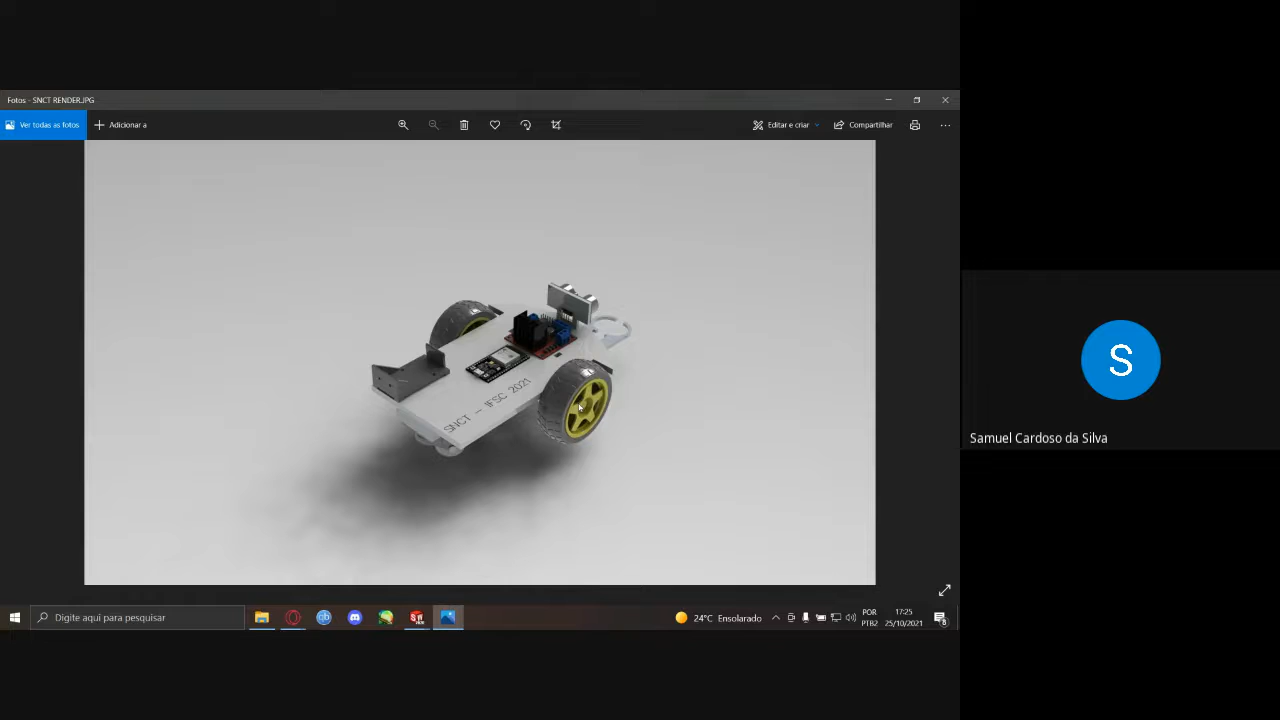 Fotos - SNCT RENDER.JPG
Ver todas as fotos
Adicionar a
Editar e criar
Compartilhar
SNCT - IFSC 2021
S
Samuel Cardoso da Silva
Digite aqui para pesquisar
24°C Ensolarado
POR
PTB2
17:25
25/10/2021